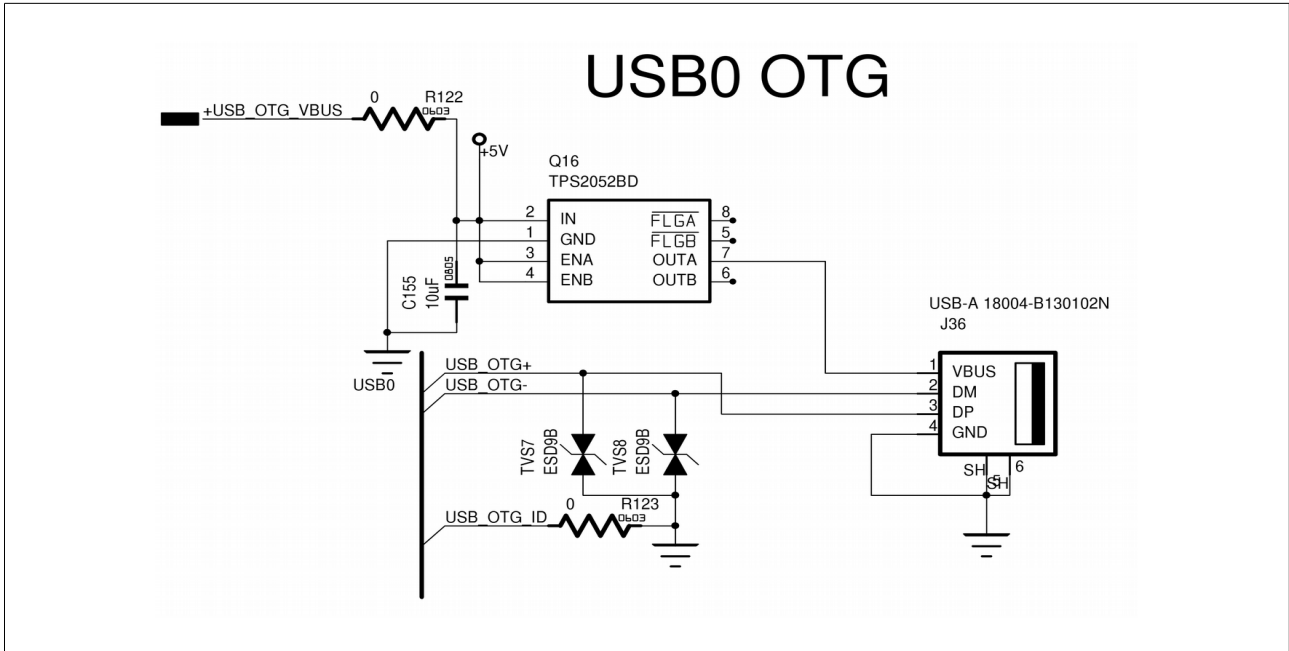 USB0 OTG
0 R122
0603
+USB_OTG_VBUS
+5V
Q16
TPS2052BD
2 IN FLGA 8
1 GND FLGB 5
3 ENA OUTA 7
4 ENB OUTB 6
C155
10uF
0805
USB-A 18004-B130102N
J36
1 VBUS
2 DM
3 DP
4 GND
SH 6
SH
USB0
USB_OTG+
USB_OTG-
TVS7
ESD9B
TVS8
ESD9B
0 R123
0603
USB_OTG_ID